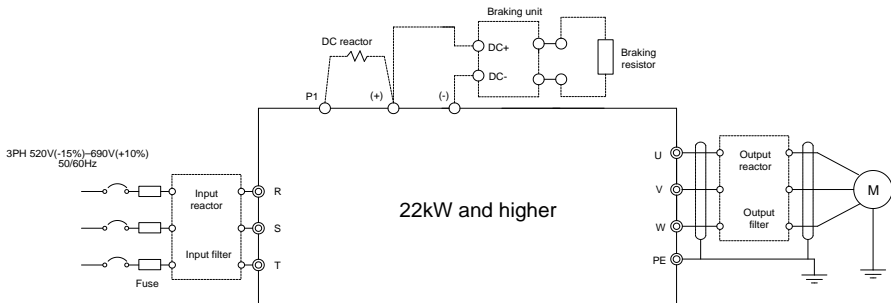 Braking unit
DC reactor
DC+
DC-
Braking
resistor
P1
(+)
(-)
3PH 520V(-15%)~690V(+10%)
50/60Hz
Input
reactor
Input filter
Fuse
R
S
T
22kW and higher
U
V
W
PE
Output
reactor
Output
filter
M